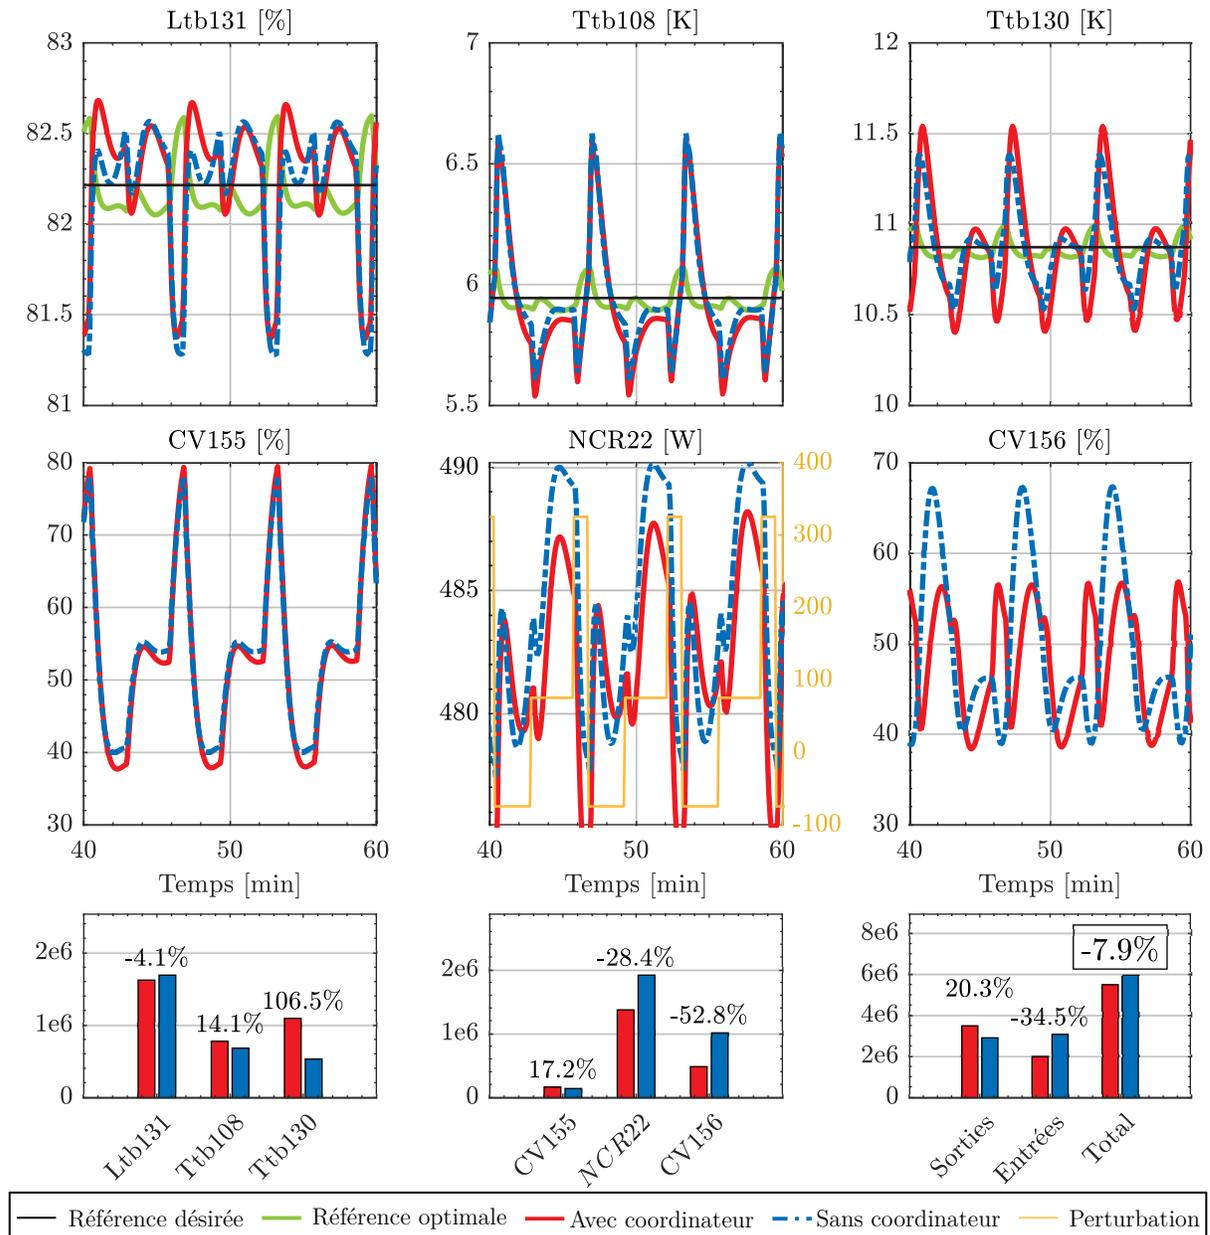 Ltb131 [%]
Ttb108 [K]
Ttb130 [K]
83
82.5
82
81.5
81
7
6.5
6
5.5
12
11.5
11
10.5
10
CV155 [%]
NCR22 [W]
CV156 [%]
80
70
60
50
40
30
490
485
480
400
300
200
100
0
-100
70
60
50
40
30
40 50 60
40 50 60
40 50 60
Temps [min]
Temps [min]
Temps [min]
2e6
1e6
0
-4.1%
14.1%
106.5%
Ltb131
Ttb108
Ttb130
2e6
1e6
0
17.2%
-28.4%
-52.8%
CV155
NCR22
CV156
8e6
6e6
4e6
2e6
0
20.3%
-34.5%
-7.9%
Sorties
Entrées
Total
Référence désirée Référence optimale Avec coordinateur Sans coordinateur Perturbation